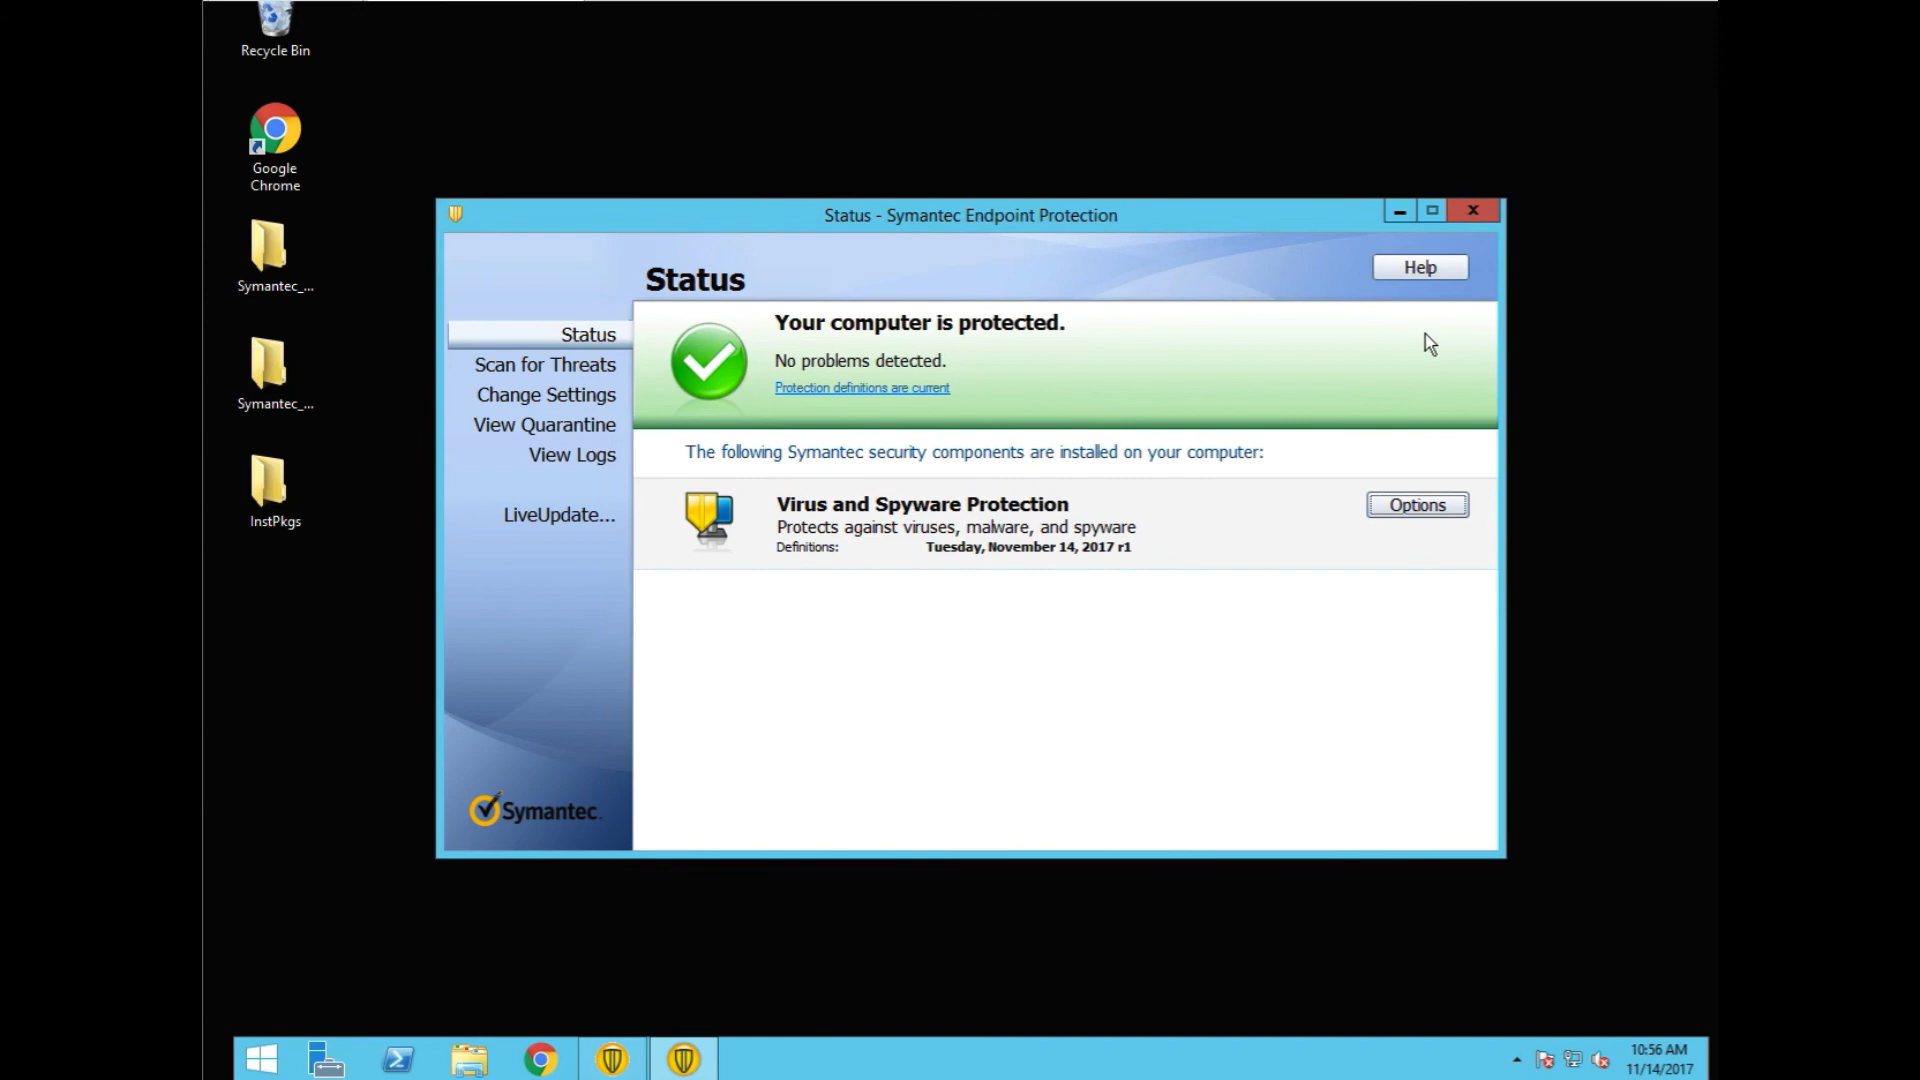 Recycle Bin
Google
Chrome
Symantec_...
Symantec_...
InstPkgs
Status - Symantec Endpoint Protection
Status
Help
Status
Scan for Threats
Change Settings
View Quarantine
View Logs
LiveUpdate...
Symantec.
Your computer is protected.
No problems detected.
Protection definitions are current
The following Symantec security components are installed on your computer:
Virus and Spyware Protection
Options
Protects against viruses, malware, and spyware
Definitions: Tuesday, November 14, 2017 r1
10:56 AM
11/14/2017